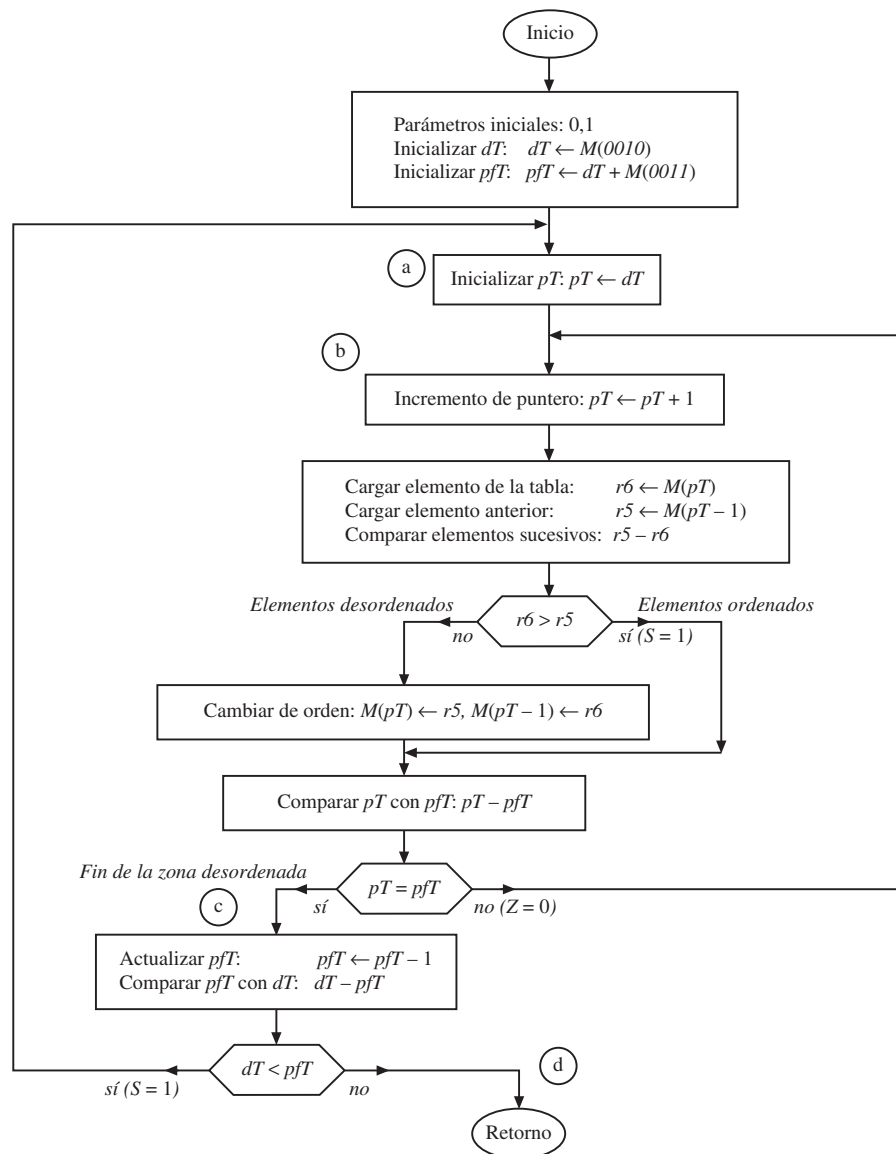 Inicio
Parámetros iniciales: 0,1
Inicializar dT: dT ← M(0010)
Inicializar pfT: pfT ← dT + M(0011)
a
Inicializar pT: pT ← dT
b
Incremento de puntero: pT ← pT + 1
Cargar elemento de la tabla: r6 ← M(pT)
Cargar elemento anterior: r5 ← M(pT – 1)
Comparar elementos sucesivos: r5 – r6
Elementos desordenados
Elementos ordenados
r6 > r5
no
sí (S = 1)
Cambiar de orden: M(pT) ← r5, M(pT – 1) ← r6
Comparar pT con pfT: pT – pfT
Fin de la zona desordenada
pT = pfT
sí
no (Z = 0)
c
Actualizar pfT: pfT ← pfT – 1
Comparar pfT con dT: dT – pfT
dT < pfT
sí (S = 1)
no
d
Retorno